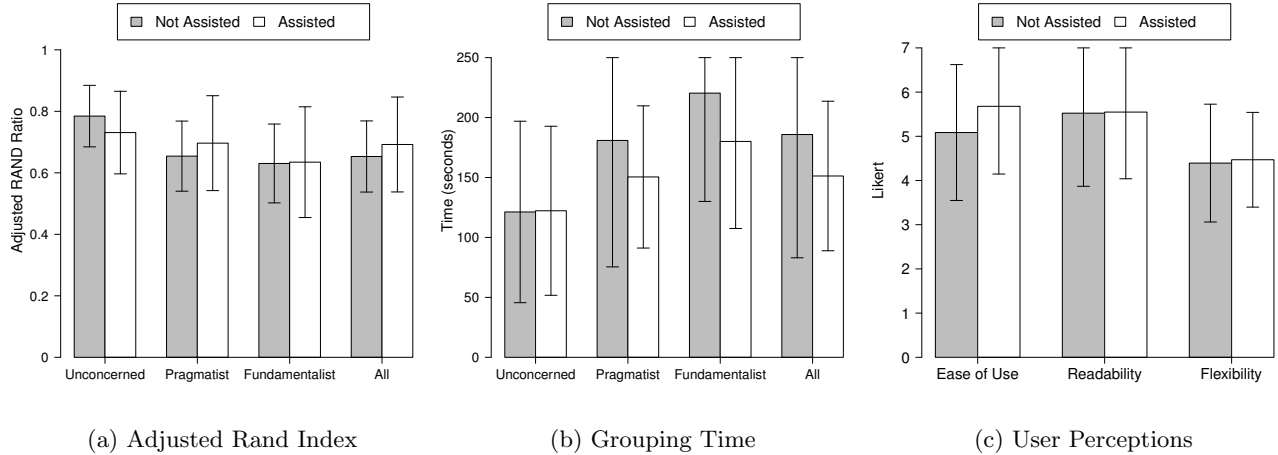 Not Assisted Assisted
Adjusted RAND Ratio
1
0.8
0.6
0.4
0.2
0
Unconcerned Pragmatist Fundamentalist All
(a) Adjusted Rand Index
Not Assisted Assisted
Time (seconds)
250
200
150
100
50
0
Unconcerned Pragmatist Fundamentalist All
(b) Grouping Time
Not Assisted Assisted
Likert
7
6
5
4
3
2
1
0
Ease of Use Readability Flexibility
(c) User Perceptions